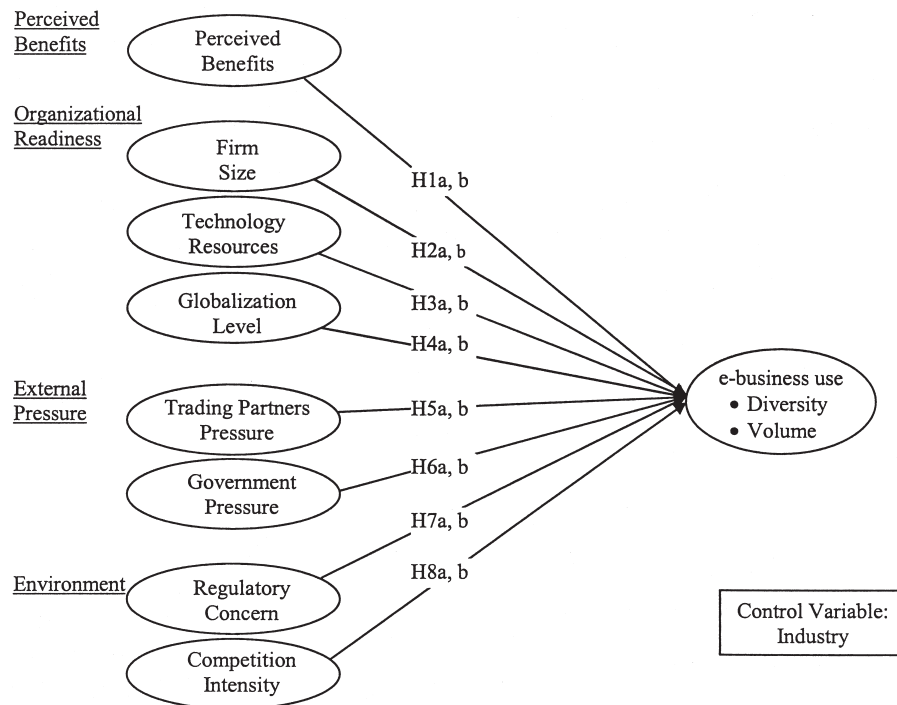 Perceived
Benefits
Perceived
Benefits
H1a, b
Organizational
Readiness
Firm
Size
H2a, b
Technology
Resources
H3a, b
Globalization
Level
H4a, b
External
Pressure
Trading Partners
Pressure
H5a, b
Government
Pressure
H6a, b
Environment
Regulatory
Concern
H7a, b
Competition
Intensity
H8a, b
e-business use
• Diversity
• Volume
Control Variable:
Industry